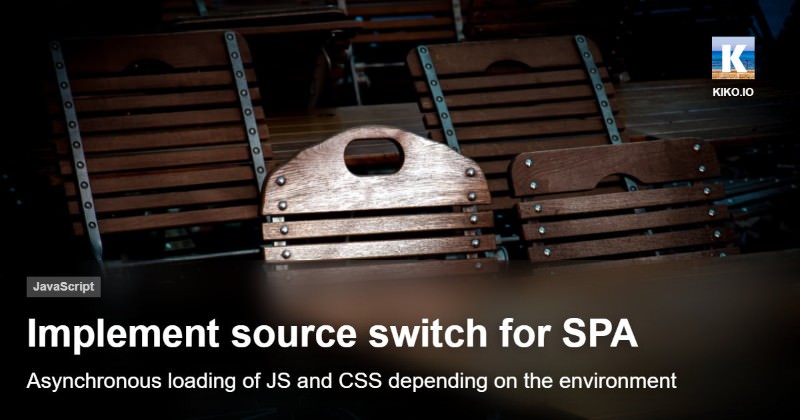 K
KIKO.IO
JavaScript
Implement source switch for SPA
Asynchronous loading of JS and CSS depending on the environment